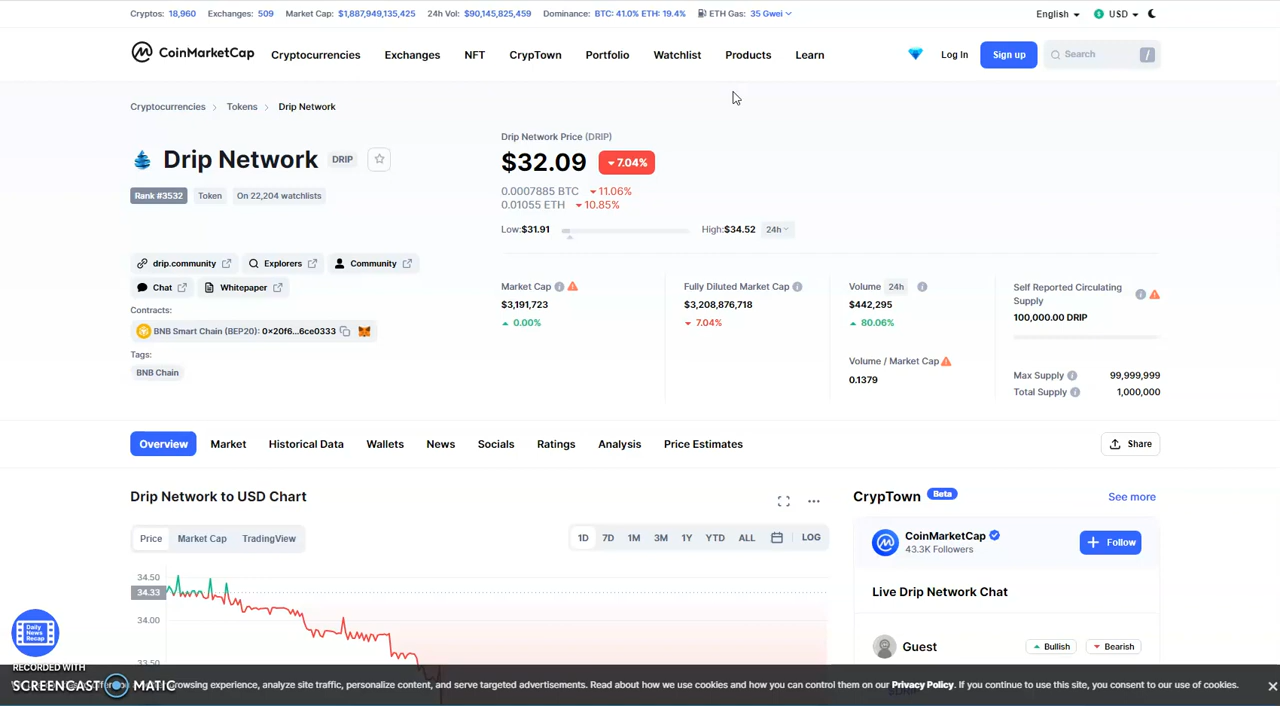 Cryptos: 18,960 Exchanges: 509 Market Cap: $1,887,949,135,425 24h Vol: $90,145,825,459 Dominance: BTC: 41.0% ETH: 19.4% ETH Gas: 35 Gwei English USD
CoinMarketCap Cryptocurrencies Exchanges NFT CrypTown Portfolio Watchlist Products Learn Log In Sign up Search /
Cryptocurrencies > Tokens > Drip Network
Drip Network DRIP
Rank #3532 Token On 22,204 watchlists
drip.community Explorers Community
Chat Whitepaper
Contracts:
BNB Smart Chain (BEP20): 0x20f6...6ce0333
Tags:
BNB Chain
Drip Network Price (DRIP)
$32.09 7.04%
0.0007885 BTC 11.06%
0.01055 ETH 10.85%
Low: $31.91 High: $34.52 24h
Market Cap
$3,191,723
0.00%
Fully Diluted Market Cap
$3,208,876,718
7.04%
Volume 24h
$442,295
80.06%
Volume / Market Cap
0.1379
Self Reported Circulating
Supply
100,000.00 DRIP
Max Supply 99,999,999
Total Supply 1,000,000
Overview Market Historical Data Wallets News Socials Ratings Analysis Price Estimates Share
Drip Network to USD Chart
Price Market Cap TradingView 1D 7D 1M 3M 1Y YTD ALL LOG
34.50
34.33
34.00
33.50
CrypTown Beta See more
CoinMarketCap
43.3K Followers
+ Follow
Live Drip Network Chat
Guest Bullish Bearish
Daily
News
Recap
RECORDED WITH
SCREENCAST MATIC
browsing experience, analyze site traffic, personalize content, and serve targeted advertisements. Read about how we use cookies and how you can control them on our Privacy Policy. If you continue to use this site, you consent to our use of cookies.